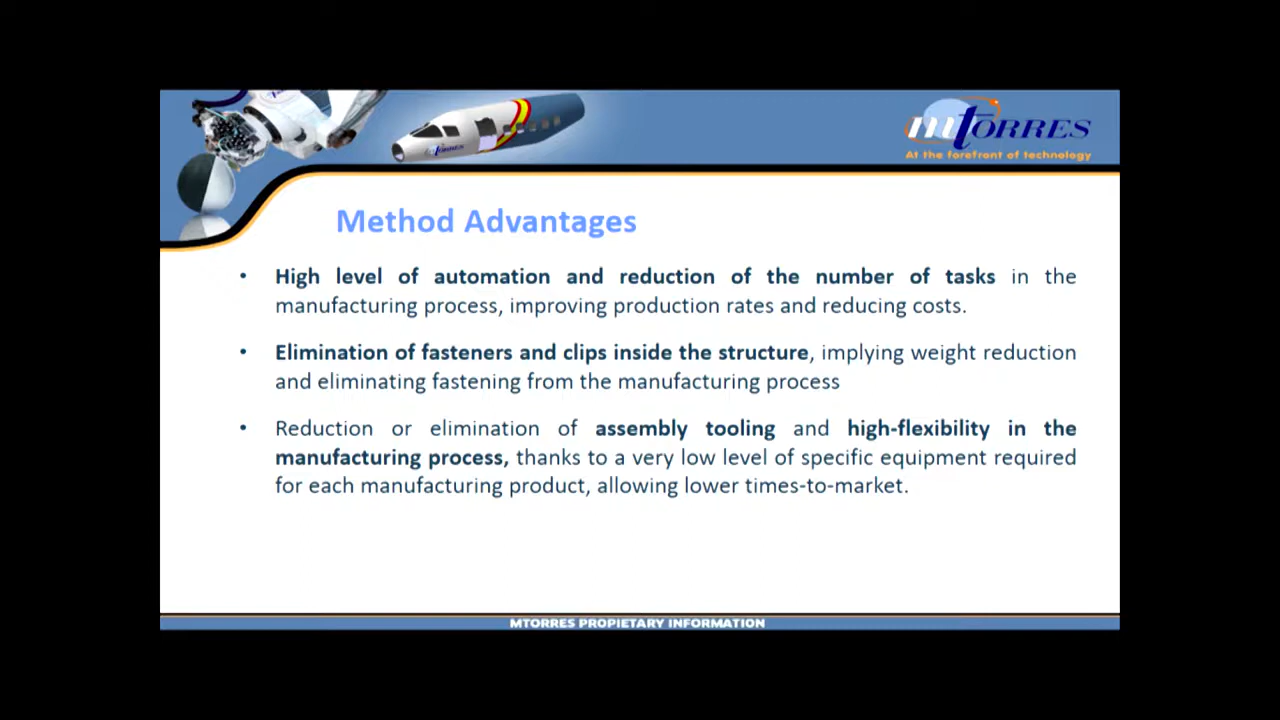 mTORRES
At the forefront of technology
MTORRES
Method Advantages
• High level of automation and reduction of the number of tasks in the
manufacturing process, improving production rates and reducing costs.
• Elimination of fasteners and clips inside the structure, implying weight reduction
and eliminating fastening from the manufacturing process
• Reduction or elimination of assembly tooling and high-flexibility in the
manufacturing process, thanks to a very low level of specific equipment required
for each manufacturing product, allowing lower times-to-market.
MTORRES PROPIETARY INFORMATION